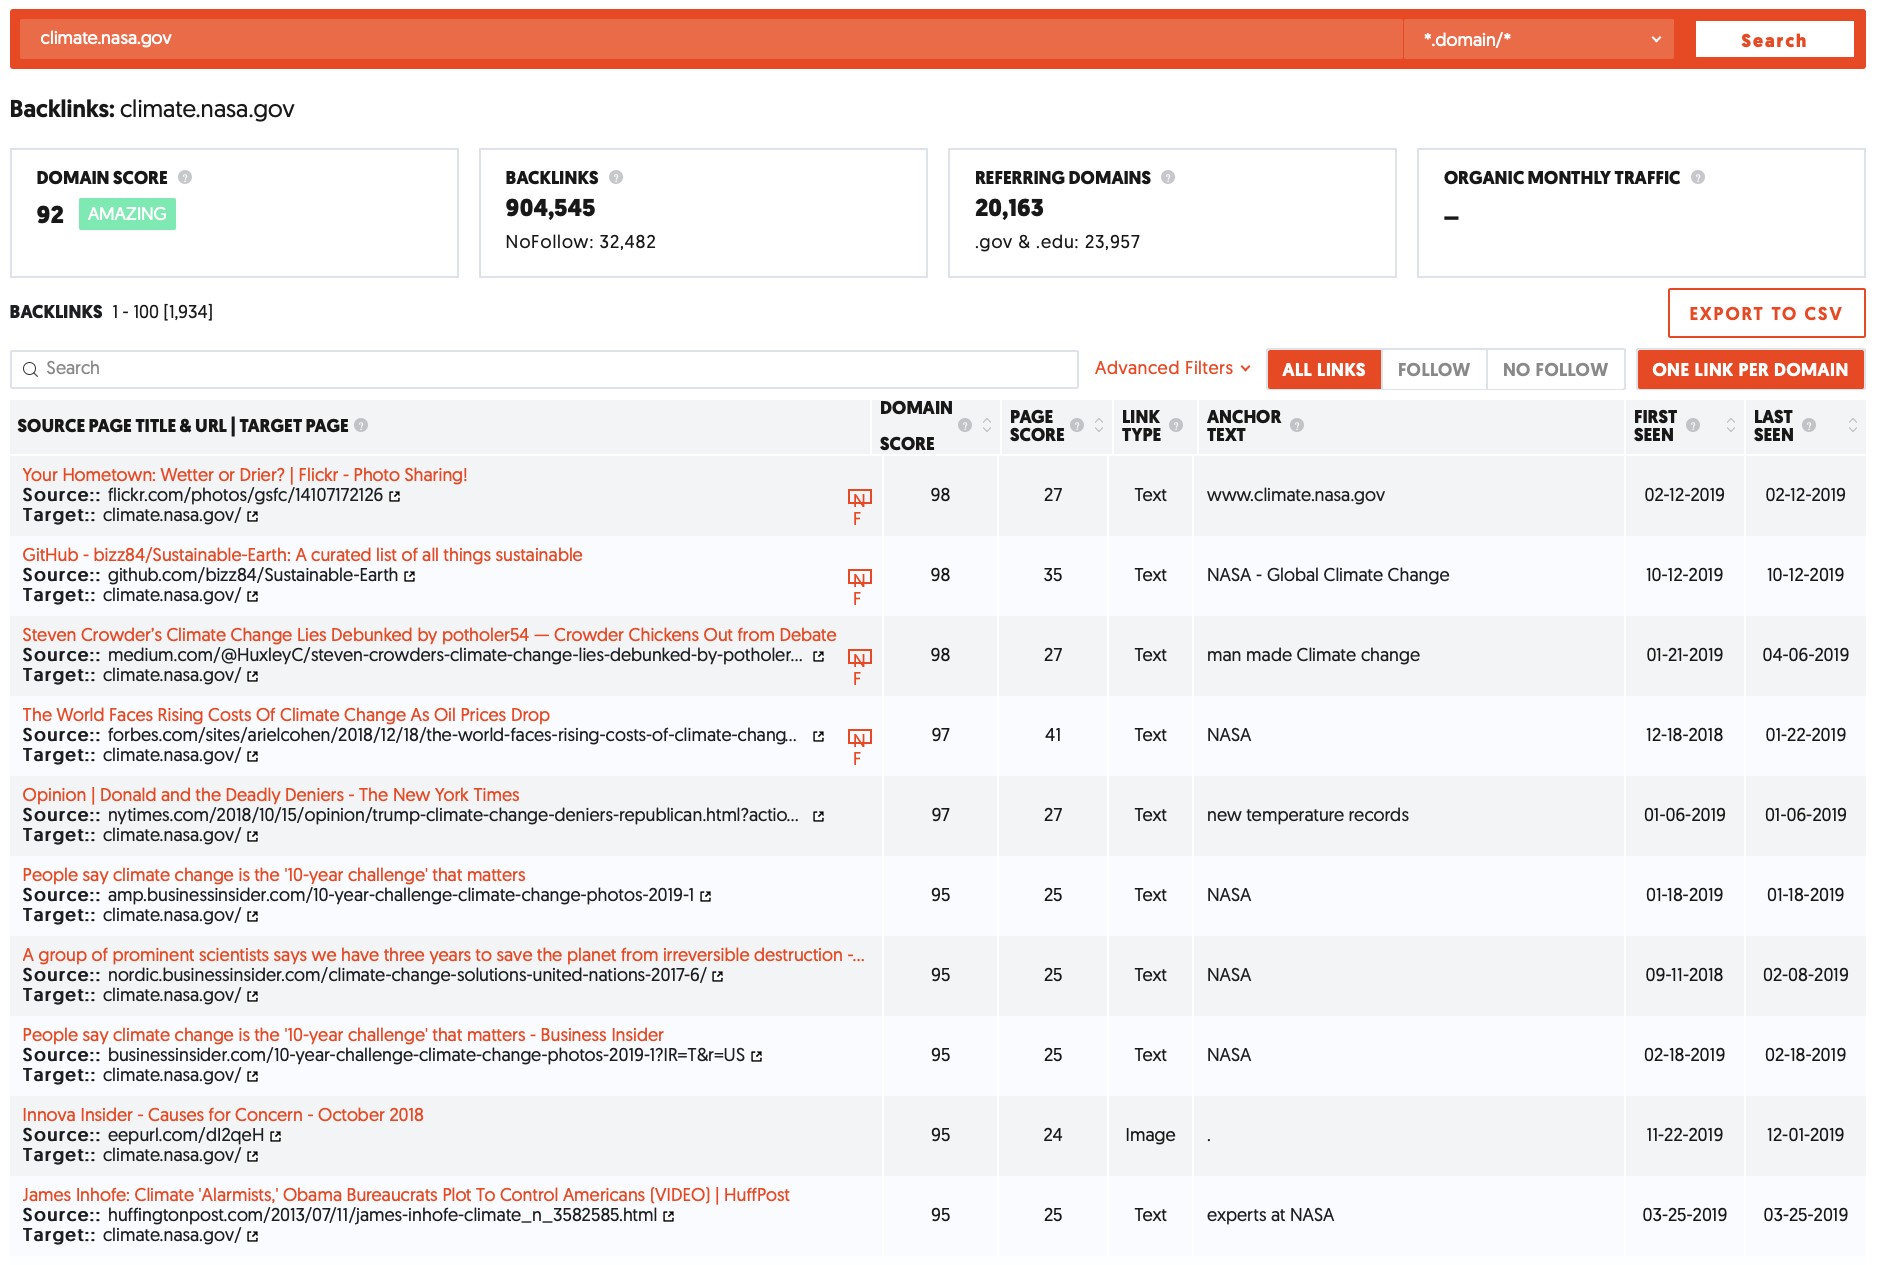 climate.nasa.gov *.domain/* Search
Backlinks: climate.nasa.gov
DOMAIN SCORE ?
92 AMAZING
BACKLINKS ?
904,545
NoFollow: 32,482
REFERRING DOMAINS ?
20,163
.gov & .edu: 23,957
ORGANIC MONTHLY TRAFFIC ?
–
BACKLINKS 1 - 100 [1,934]
EXPORT TO CSV
Search
Advanced Filters
ALL LINKS FOLLOW NO FOLLOW
ONE LINK PER DOMAIN
SOURCE PAGE TITLE & URL | TARGET PAGE ?
DOMAIN
SCORE ?
PAGE
SCORE ?
LINK
TYPE ?
ANCHOR
TEXT ?
FIRST
SEEN ?
LAST
SEEN ?
Your Hometown: Wetter or Drier? | Flickr - Photo Sharing!
Source:: flickr.com/photos/gsfc/14107172126
Target:: climate.nasa.gov/
N
F
98 27 Text www.climate.nasa.gov 02-12-2019 02-12-2019
GitHub - bizz84/Sustainable-Earth: A curated list of all things sustainable
Source:: github.com/bizz84/Sustainable-Earth
Target:: climate.nasa.gov/
N
F
98 35 Text NASA - Global Climate Change 10-12-2019 10-12-2019
Steven Crowder’s Climate Change Lies Debunked by potholer54 — Crowder Chickens Out from Debate
Source:: medium.com/@HuxleyC/steven-crowders-climate-change-lies-debunked-by-potholer...
Target:: climate.nasa.gov/
N
F
98 27 Text man made Climate change 01-21-2019 04-06-2019
The World Faces Rising Costs Of Climate Change As Oil Prices Drop
Source:: forbes.com/sites/arielcohen/2018/12/18/the-world-faces-rising-costs-of-climate-chang...
Target:: climate.nasa.gov/
N
F
97 41 Text NASA 12-18-2018 01-22-2019
Opinion | Donald and the Deadly Deniers - The New York Times
Source:: nytimes.com/2018/10/15/opinion/trump-climate-change-deniers-republican.html?actio...
Target:: climate.nasa.gov/
97 27 Text new temperature records 01-06-2019 01-06-2019
People say climate change is the '10-year challenge' that matters
Source:: amp.businessinsider.com/10-year-challenge-climate-change-photos-2019-1
Target:: climate.nasa.gov/
95 25 Text NASA 01-18-2019 01-18-2019
A group of prominent scientists says we have three years to save the planet from irreversible destruction -...
Source:: nordic.businessinsider.com/climate-change-solutions-united-nations-2017-6/
Target:: climate.nasa.gov/
95 25 Text NASA 09-11-2018 02-08-2019
People say climate change is the '10-year challenge' that matters - Business Insider
Source:: businessinsider.com/10-year-challenge-climate-change-photos-2019-1?IR=T&r=US
Target:: climate.nasa.gov/
95 25 Text NASA 02-18-2019 02-18-2019
Innova Insider - Causes for Concern - October 2018
Source:: eepurl.com/dI2qeH
Target:: climate.nasa.gov/
95 24 Image . 11-22-2019 12-01-2019
James Inhofe: Climate 'Alarmists,' Obama Bureaucrats Plot To Control Americans (VIDEO) | HuffPost
Source:: huffingtonpost.com/2013/07/11/james-inhofe-climate_n_3582585.html
Target:: climate.nasa.gov/
95 25 Text experts at NASA 03-25-2019 03-25-2019